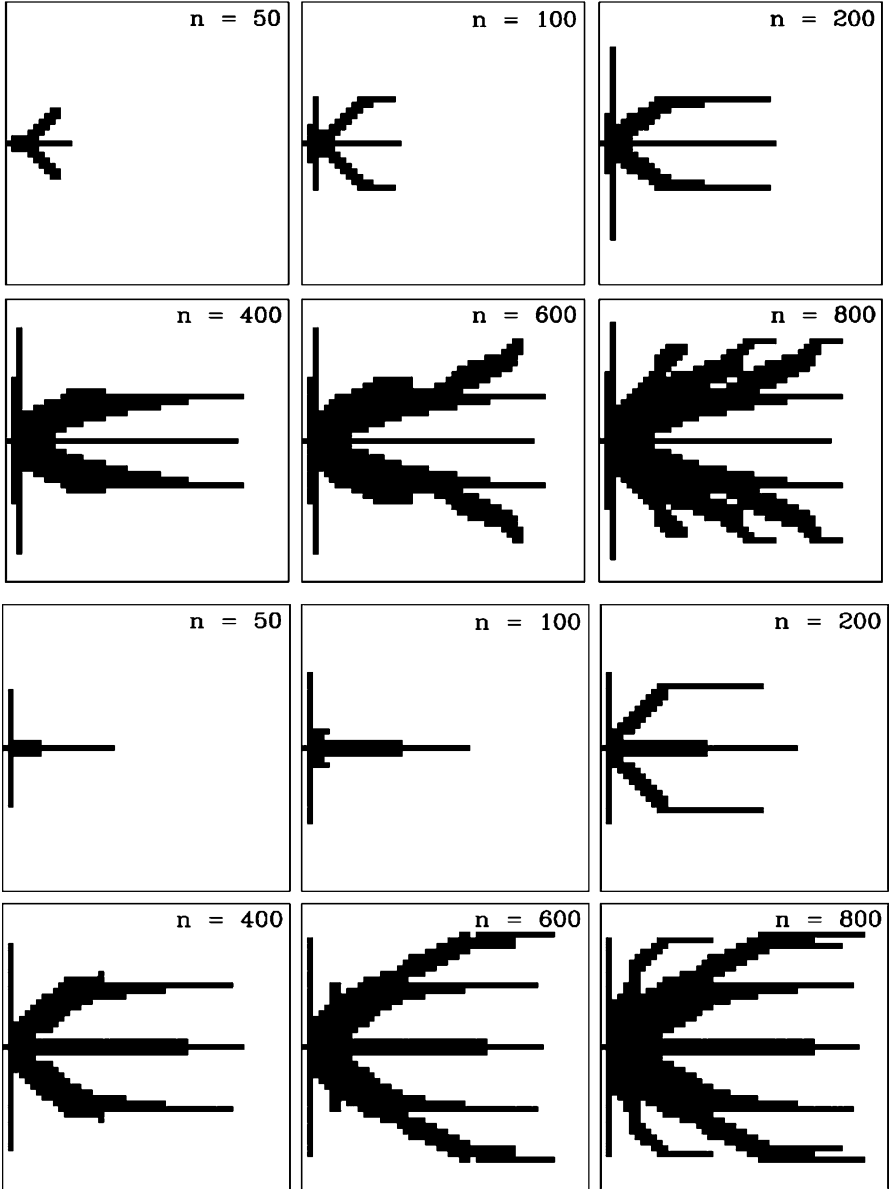 n = 50
n = 100
n = 200
n = 400
n = 600
n = 800
n = 50
n = 100
n = 200
n = 400
n = 600
n = 800